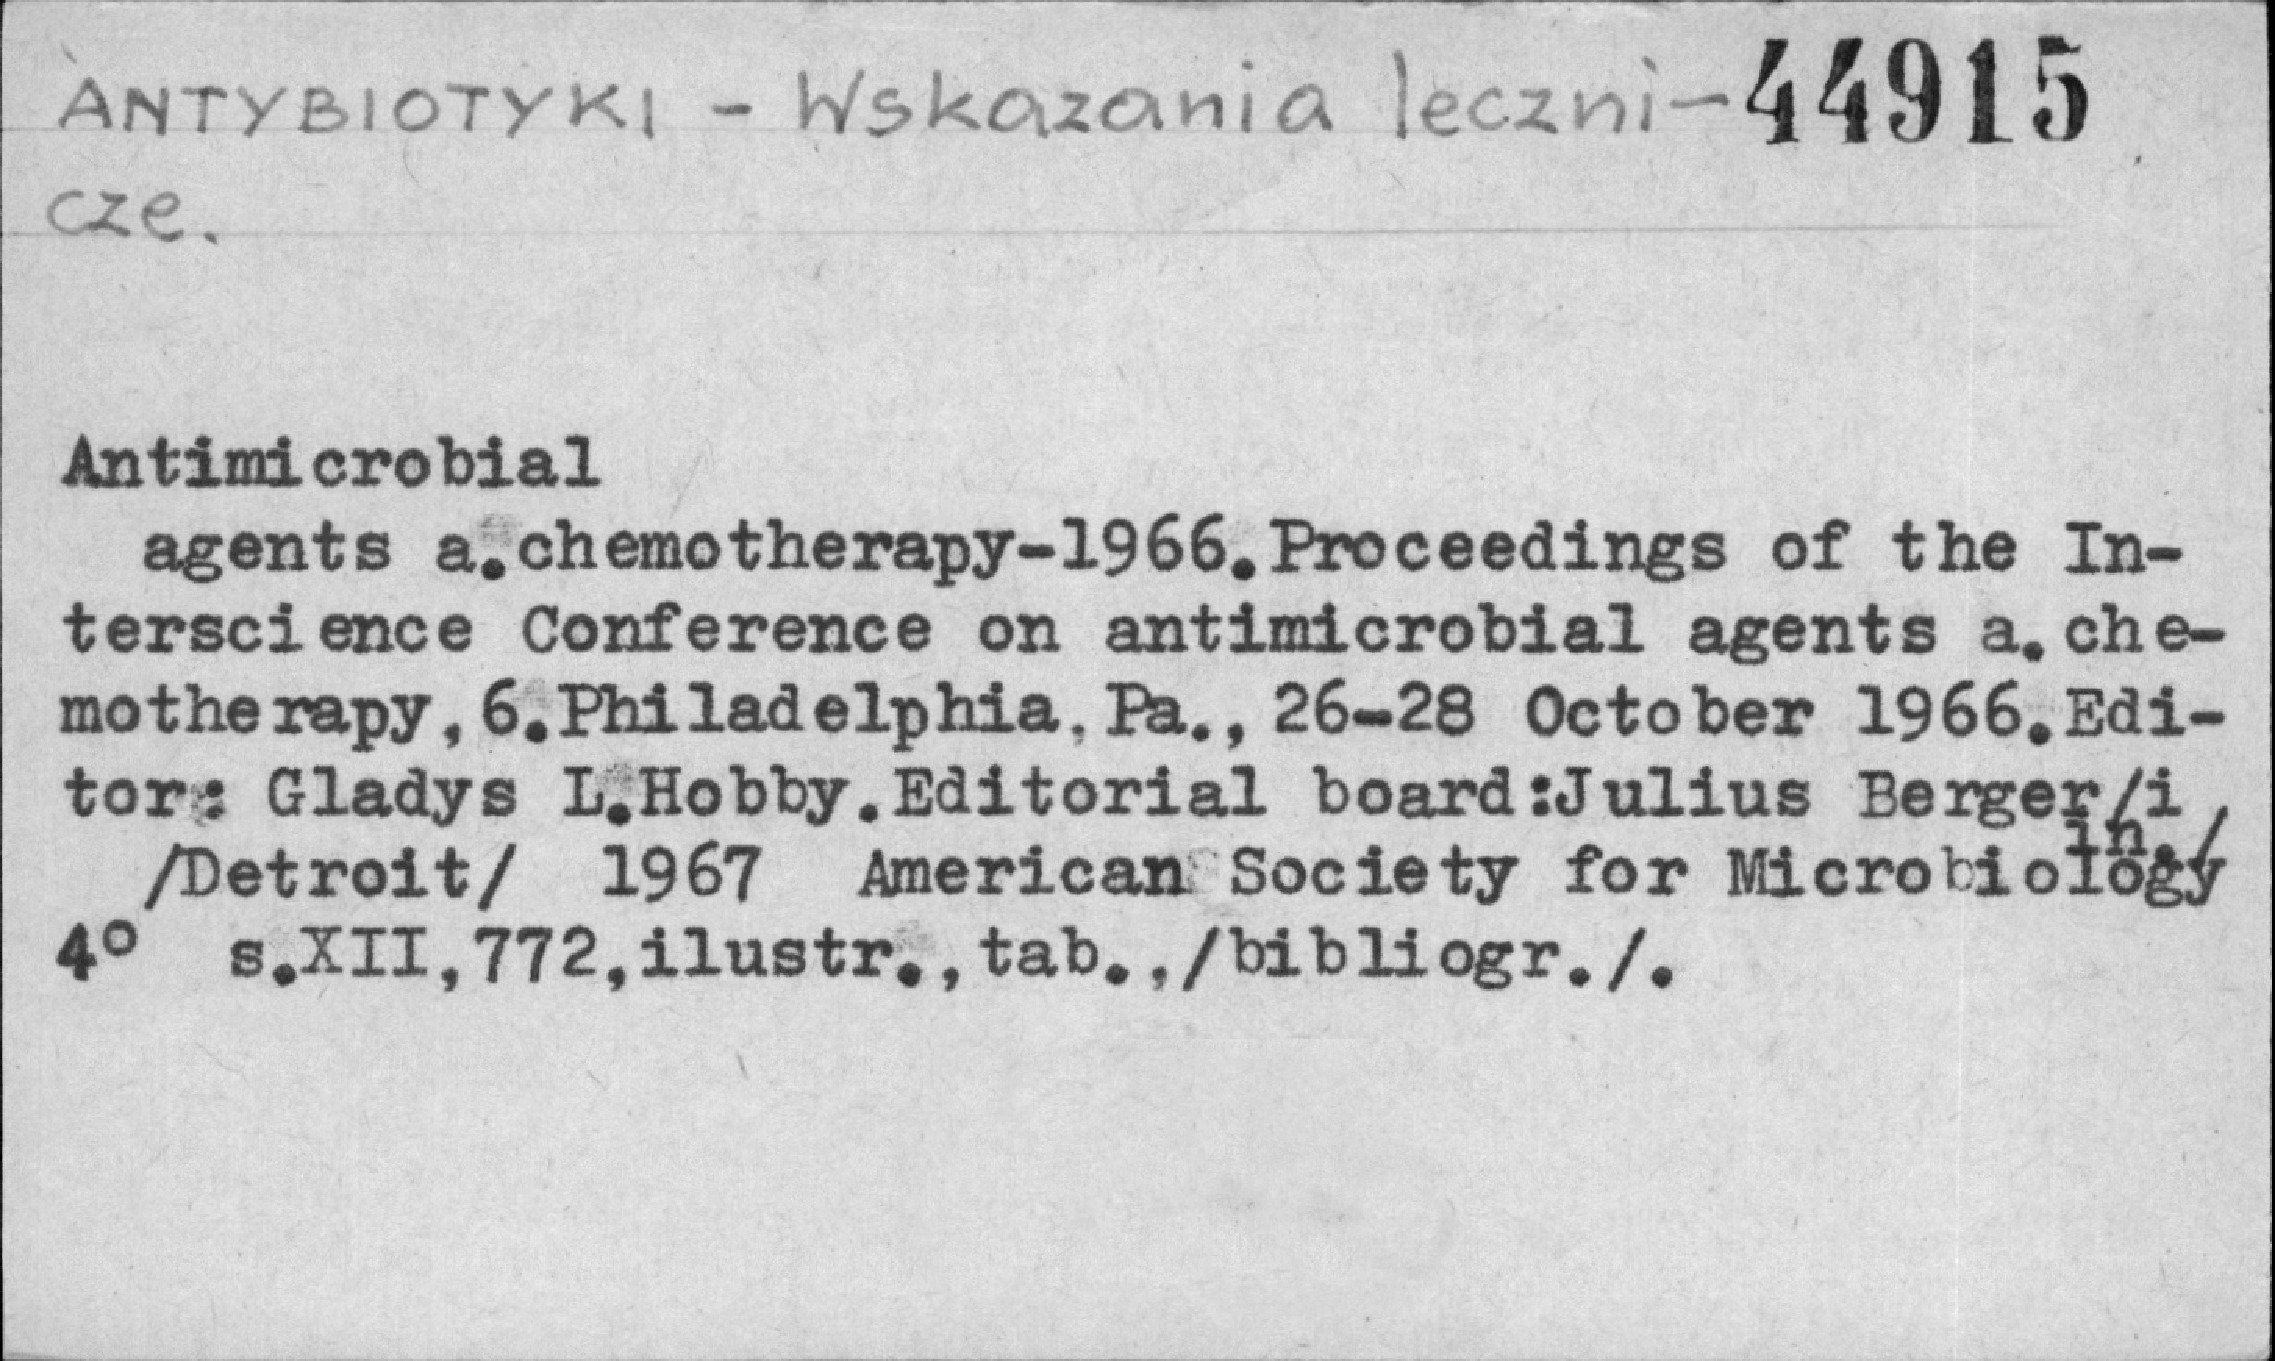 ANTYBIOTYKI - Wskazania leczni- 44915
cze.
Antimicrobial
agents a.chemotherapy-1966.Proceedings of the In-
terscience Conference on antimicrobial agents a.che-
motherapy,6.Philadelphia,Pa.,26-28 October 1966.Edi-
tor: Gladys L.Hobby.Editorial board:Julius Berger/i
in./
/Detroit/ 1967 American Society for Microbiology
4° s.XII,772,ilustr.,tab.,/bibliogr./.